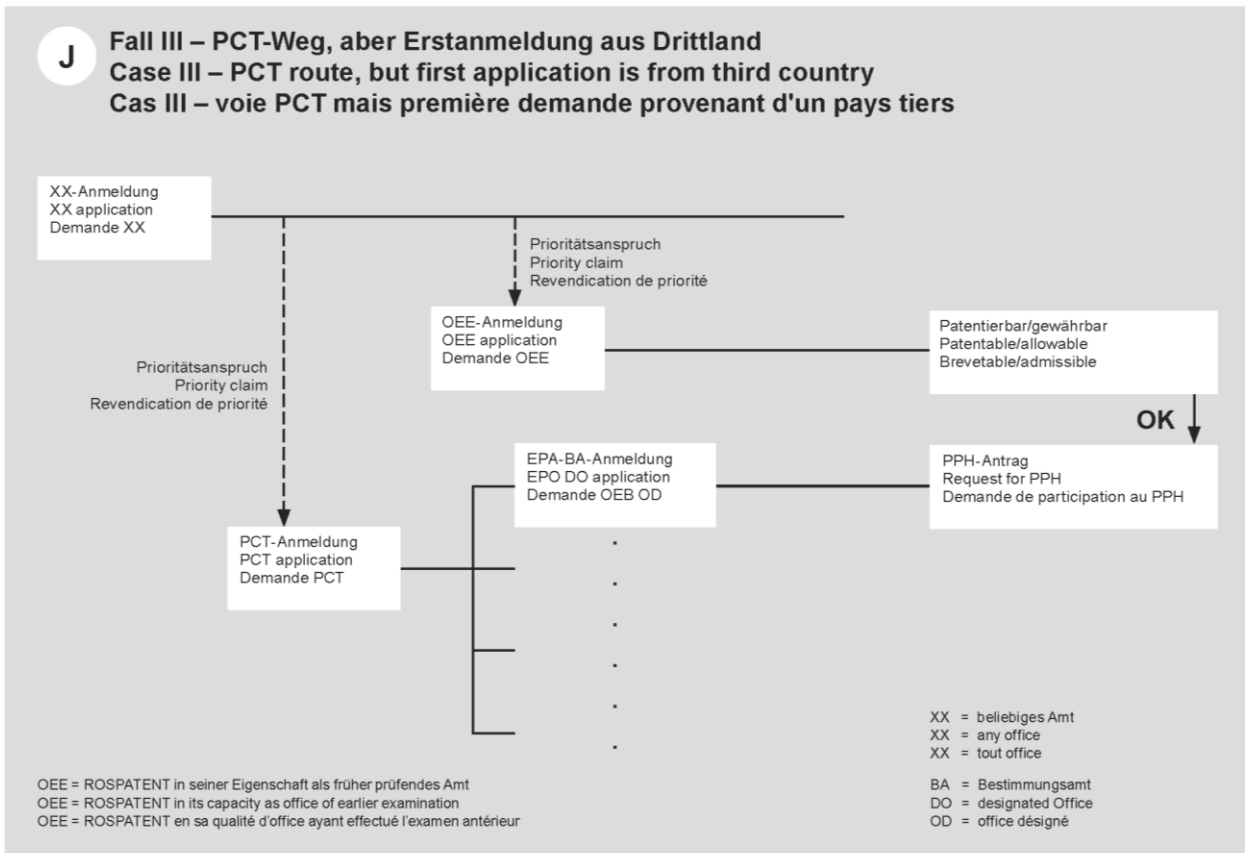 J
Fall III – PCT-Weg, aber Erstanmeldung aus Drittland
Case III – PCT route, but first application is from third country
Cas III – voie PCT mais première demande provenant d'un pays tiers
XX-Anmeldung
XX application
Demande XX
Prioritätsanspruch
Priority claim
Revendication de priorité
OEE-Anmeldung
OEE application
Demande OEE
Patentierbar/gewährbar
Patentable/allowable
Brevetable/admissible
Prioritätsanspruch
Priority claim
Revendication de priorité
OK
EPA-BA-Anmeldung
EPO DO application
Demande OEB OD
PPH-Antrag
Request for PPH
Demande de participation au PPH
PCT-Anmeldung
PCT application
Demande PCT
XX = beliebiges Amt
XX = any office
XX = tout office
BA = Bestimmungsamt
DO = designated Office
OD = office désigné
OEE = ROSPATENT in seiner Eigenschaft als früher prüfendes Amt
OEE = ROSPATENT in its capacity as office of earlier examination
OEE = ROSPATENT en sa qualité d'office ayant effectué l'examen antérieur